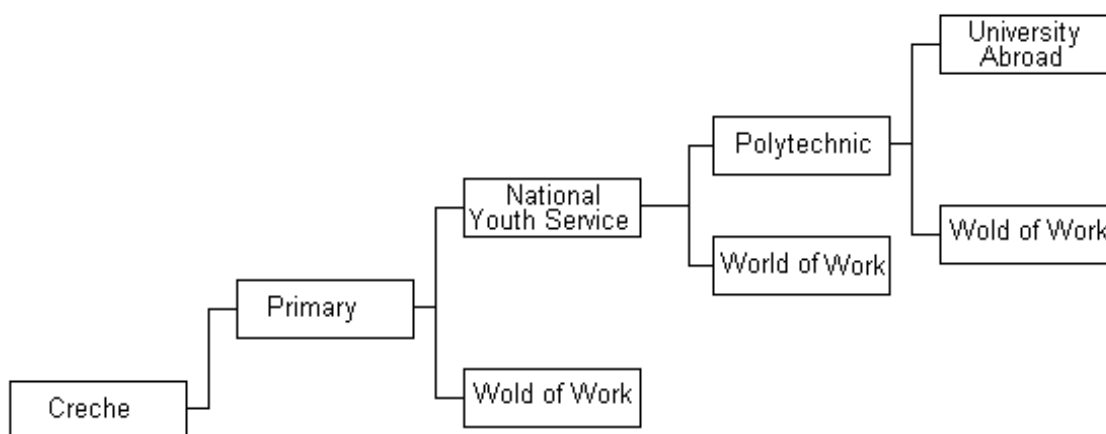 University
Abroad
Polytechnic
National
Youth Service
Wold of Work
World of Work
Primary
Wold of Work
Creche